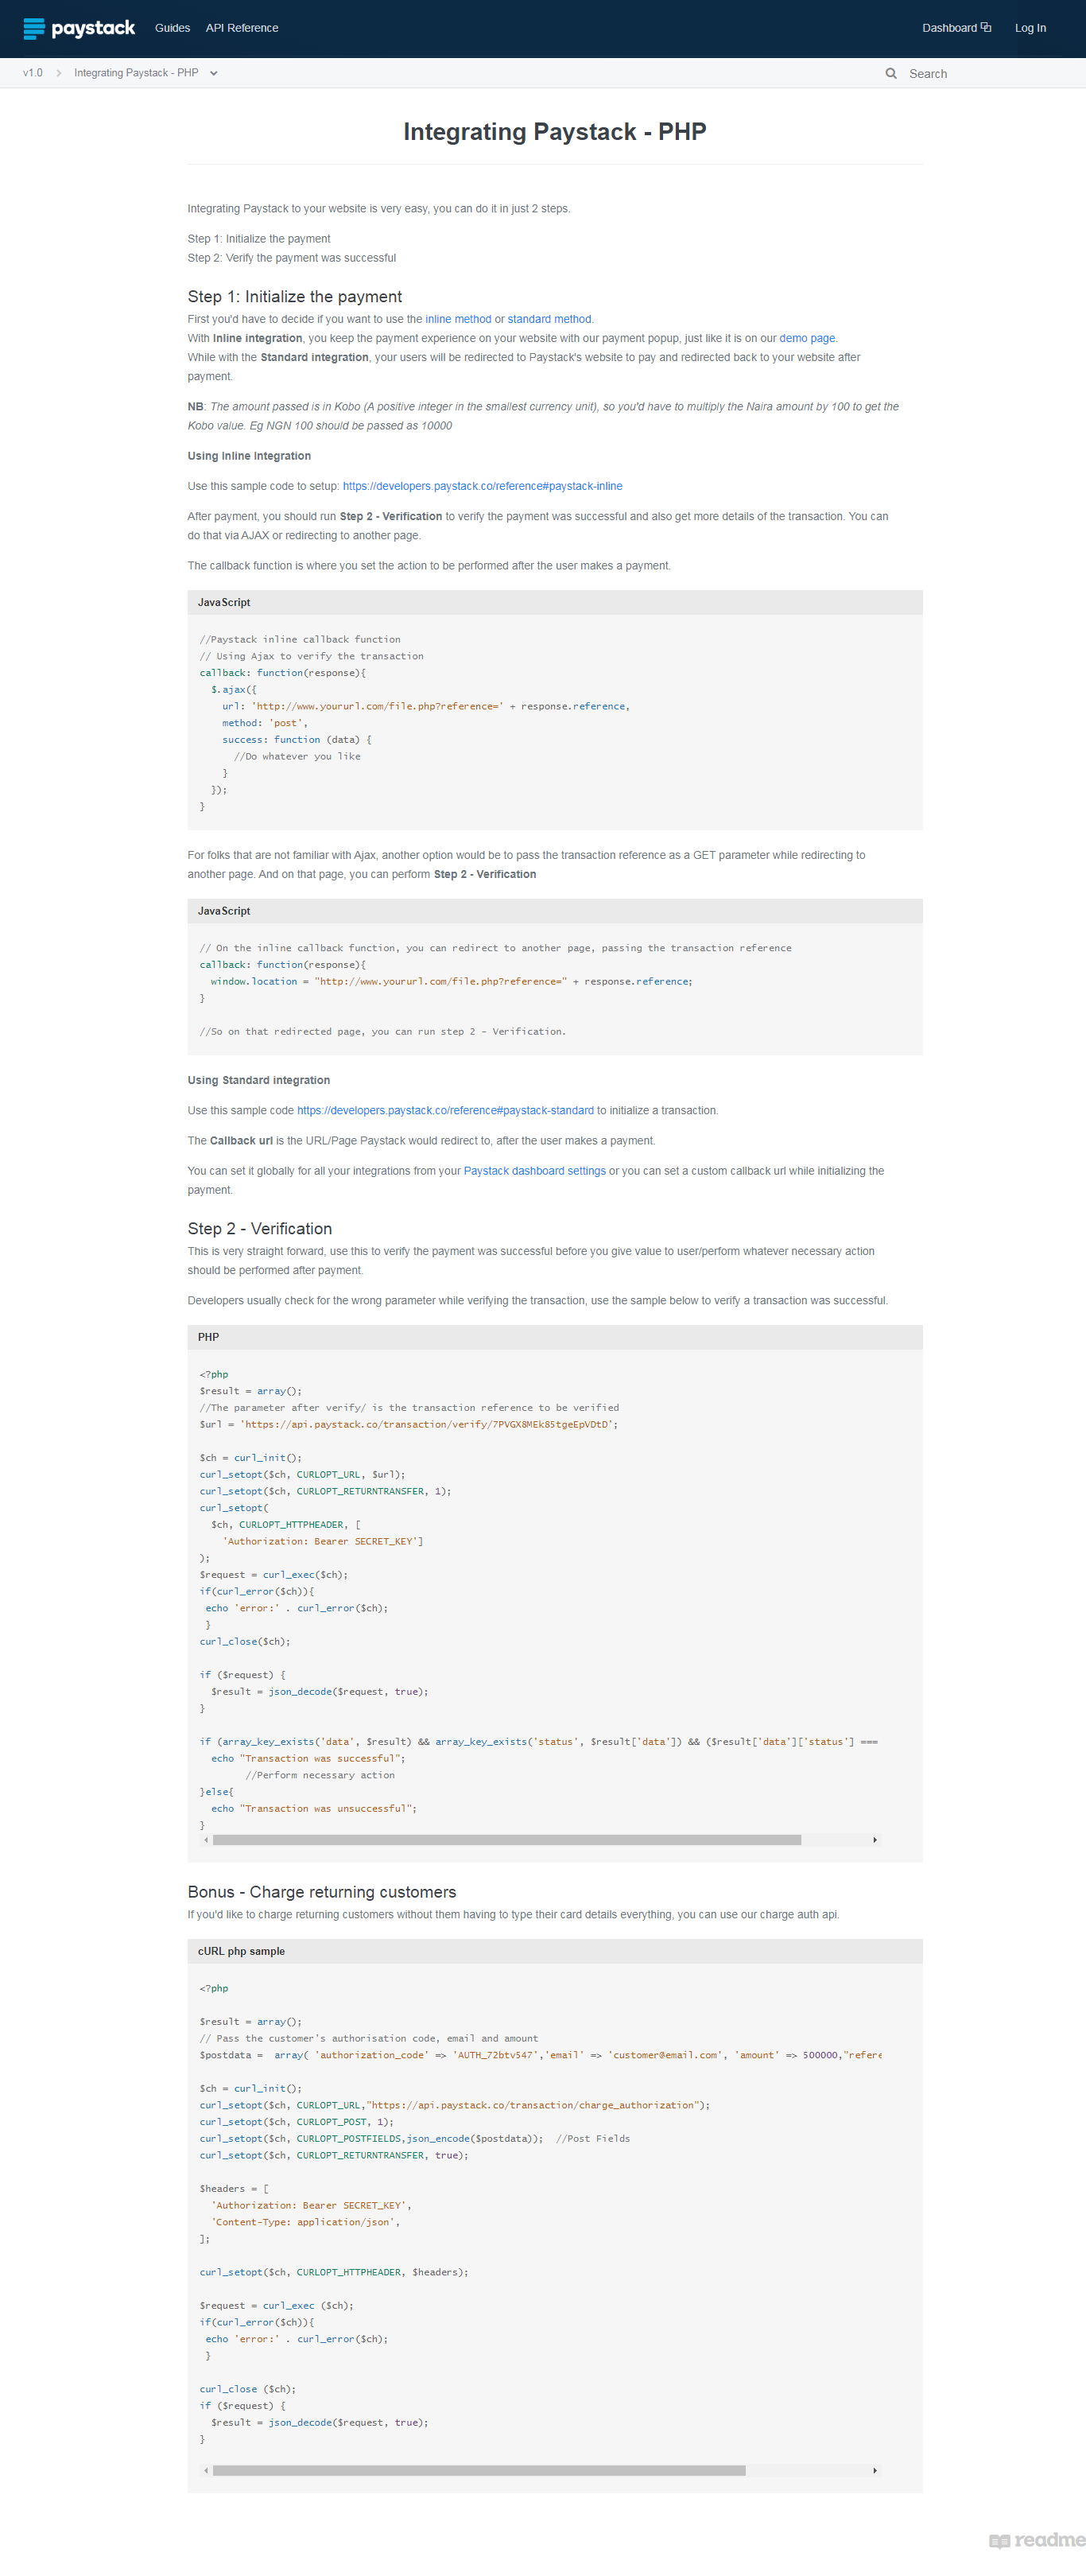 paystack Guides API Reference Dashboard Log In
v1.0 Integrating Paystack - PHP Search
Integrating Paystack - PHP
Integrating Paystack to your website is very easy, you can do it in just 2 steps.
Step 1: Initialize the payment
Step 2: Verify the payment was successful
Step 1: Initialize the payment
First you'd have to decide if you want to use the inline method or standard method.
With Inline integration, you keep the payment experience on your website with our payment popup, just like it is on our demo page.
While with the Standard integration, your users will be redirected to Paystack's website to pay and redirected back to your website after
payment.
NB: The amount passed is in Kobo (A positive integer in the smallest currency unit), so you'd have to multiply the Naira amount by 100 to get the
Kobo value. Eg NGN 100 should be passed as 10000
Using Inline Integration
Use this sample code to setup: https://developers.paystack.co/reference#paystack-inline
After payment, you should run Step 2 - Verification to verify the payment was successful and also get more details of the transaction. You can
do that via AJAX or redirecting to another page.
The callback function is where you set the action to be performed after the user makes a payment.
JavaScript
//Paystack inline callback function
// Using Ajax to verify the transaction
callback: function(response){
$.ajax({
url: 'http://www.yoururl.com/file.php?reference=' + response.reference,
method: 'post',
success: function (data) {
//Do whatever you like
}
});
}
For folks that are not familiar with Ajax, another option would be to pass the transaction reference as a GET parameter while redirecting to
another page. And on that page, you can perform Step 2 - Verification
JavaScript
// On the inline callback function, you can redirect to another page, passing the transaction reference
callback: function(response){
window.location = "http://www.yoururl.com/file.php?reference=" + response.reference;
}
//So on that redirected page, you can run step 2 - Verification.
Using Standard integration
Use this sample code https://developers.paystack.co/reference#paystack-standard to initialize a transaction.
The Callback url is the URL/Page Paystack would redirect to, after the user makes a payment.
You can set it globally for all your integrations from your Paystack dashboard settings or you can set a custom callback url while initializing the
payment.
Step 2 - Verification
This is very straight forward, use this to verify the payment was successful before you give value to user/perform whatever necessary action
should be performed after payment.
Developers usually check for the wrong parameter while verifying the transaction, use the sample below to verify a transaction was successful.
PHP
<?php
$result = array();
//The parameter after verify/ is the transaction reference to be verified
$url = 'https://api.paystack.co/transaction/verify/7PVGX8MEk85tgeEpVDtD';
$ch = curl_init();
curl_setopt($ch, CURLOPT_URL, $url);
curl_setopt($ch, CURLOPT_RETURNTRANSFER, 1);
curl_setopt(
$ch, CURLOPT_HTTPHEADER, [
'Authorization: Bearer SECRET_KEY']
);
$request = curl_exec($ch);
if(curl_error($ch)){
echo 'error:' . curl_error($ch);
}
curl_close($ch);
if ($request) {
$result = json_decode($request, true);
}
if (array_key_exists('data', $result) && array_key_exists('status', $result['data']) && ($result['data']['status'] ===
echo "Transaction was successful";
//Perform necessary action
}else{
echo "Transaction was unsuccessful";
}
Bonus - Charge returning customers
If you'd like to charge returning customers without them having to type their card details everything, you can use our charge auth api.
cURL php sample
<?php
$result = array();
// Pass the customer's authorisation code, email and amount
$postdata =  array( 'authorization_code' => 'AUTH_72btv547','email' => 'customer@email.com', 'amount' => 500000,"refere
$ch = curl_init();
curl_setopt($ch, CURLOPT_URL,"https://api.paystack.co/transaction/charge_authorization");
curl_setopt($ch, CURLOPT_POST, 1);
curl_setopt($ch, CURLOPT_POSTFIELDS,json_encode($postdata));  //Post Fields
curl_setopt($ch, CURLOPT_RETURNTRANSFER, true);
$headers = [
'Authorization: Bearer SECRET_KEY',
'Content-Type: application/json',
];
curl_setopt($ch, CURLOPT_HTTPHEADER, $headers);
$request = curl_exec ($ch);
if(curl_error($ch)){
echo 'error:' . curl_error($ch);
}
curl_close ($ch);
if ($request) {
$result = json_decode($request, true);
}
readme